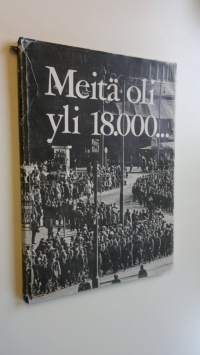 Meitä oli
yli 18.000...